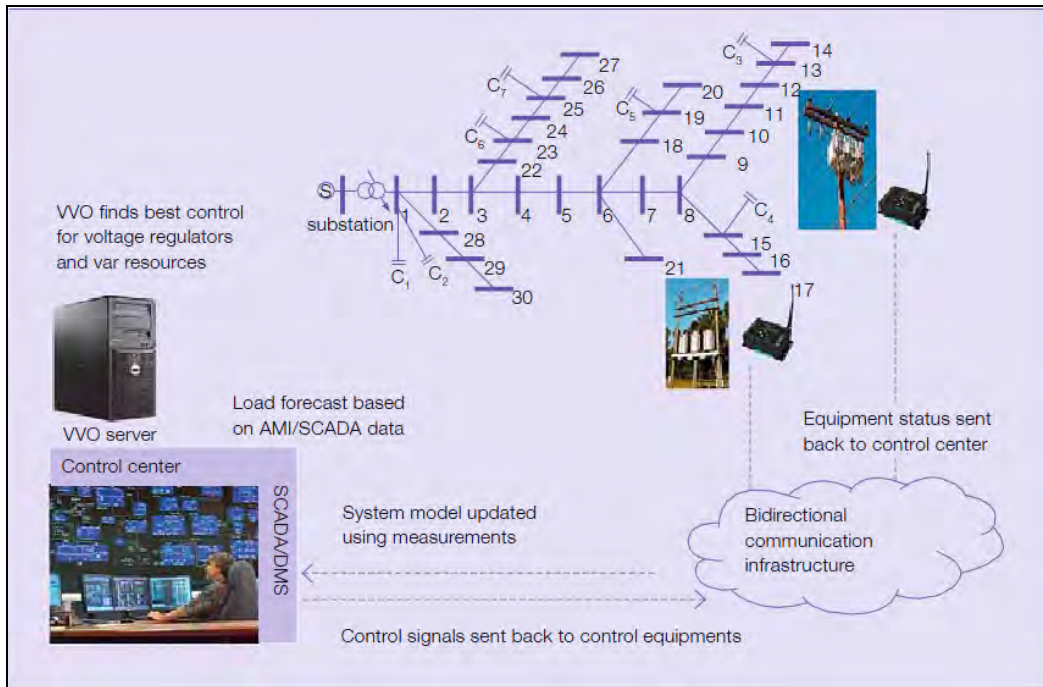 C7
27
26
25
C6
24
23
22
C5
20
19
18
C3
14
13
12
11
10
9
S
substation
1
2
3
4
5
6
7
8
C1
C2
28
29
30
21
C4
15
16
17
VVO finds best control
for voltage regulators
and var resources
VVO server
Load forecast based
on AMI/SCADA data
Control center
SCADA/DMS
System model updated
using measurements
Control signals sent back to control equipments
Equipment status sent
back to control center
Bidirectional
communication
infrastructure